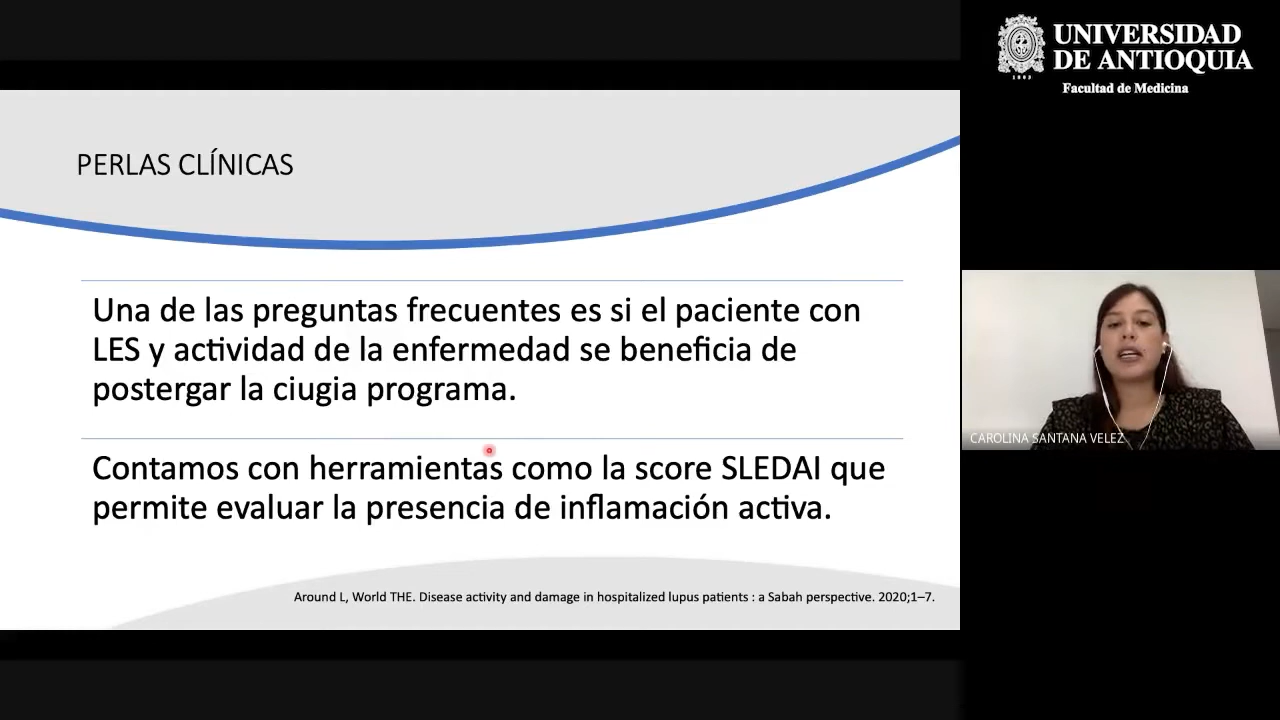 UNIVERSIDAD
DE ANTIOQUIA
1803
Facultad de Medicina
PERLAS CLÍNICAS
Una de las preguntas frecuentes es si el paciente con
LES y actividad de la enfermedad se beneficia de
postergar la ciugia programa.
Contamos con herramientas como la score SLEDAI que
permite evaluar la presencia de inflamación activa.
Around L, World THE. Disease activity and damage in hospitalized lupus patients : a Sabah perspective. 2020;1–7.
CAROLINA SANTANA VELEZ